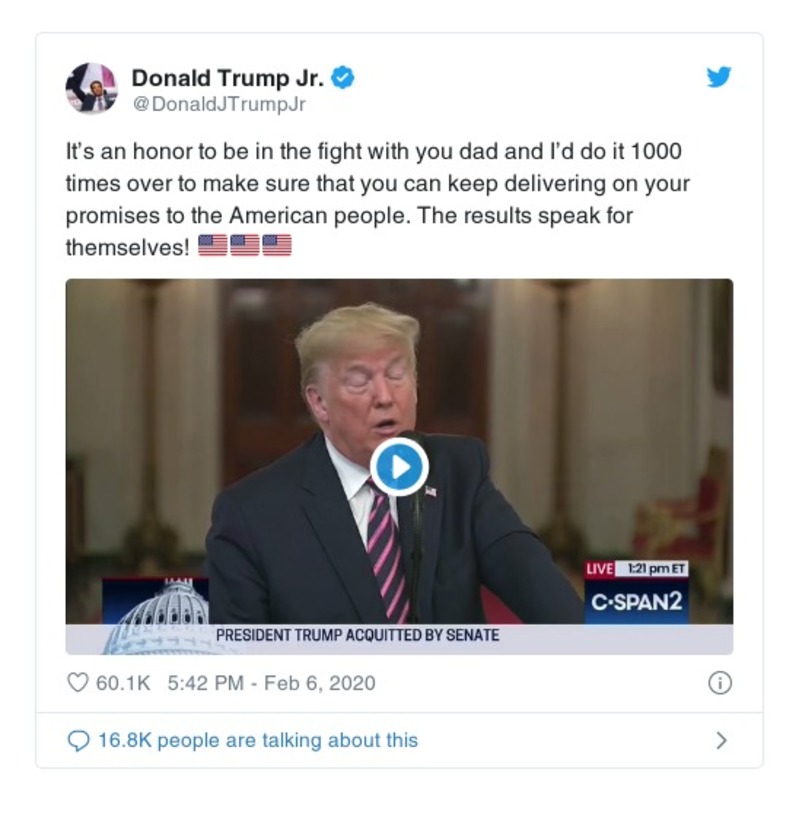 Donald Trump Jr.
@DonaldJTrumpJr
It’s an honor to be in the fight with you dad and I’d do it 1000
times over to make sure that you can keep delivering on your
promises to the American people. The results speak for
themselves! 🇺🇸🇺🇸🇺🇸
LIVE 1:21 pm ET
C-SPAN2
PRESIDENT TRUMP ACQUITTED BY SENATE
60.1K 5:42 PM - Feb 6, 2020
16.8K people are talking about this